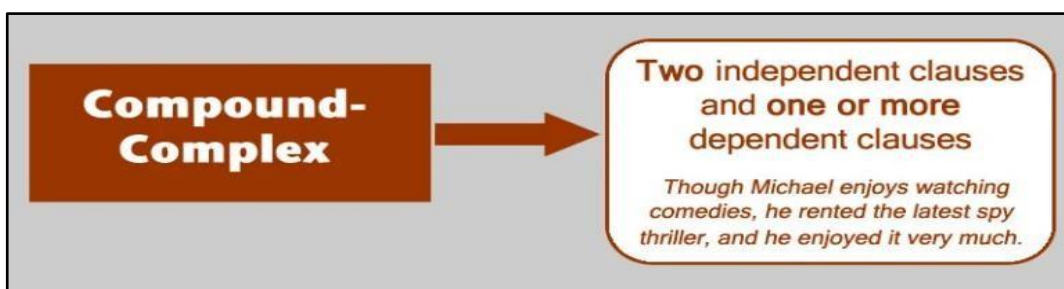 Compound-
Complex
Two independent clauses
and one or more
dependent clauses
Though Michael enjoys watching
comedies, he rented the latest spy
thriller, and he enjoyed it very much.